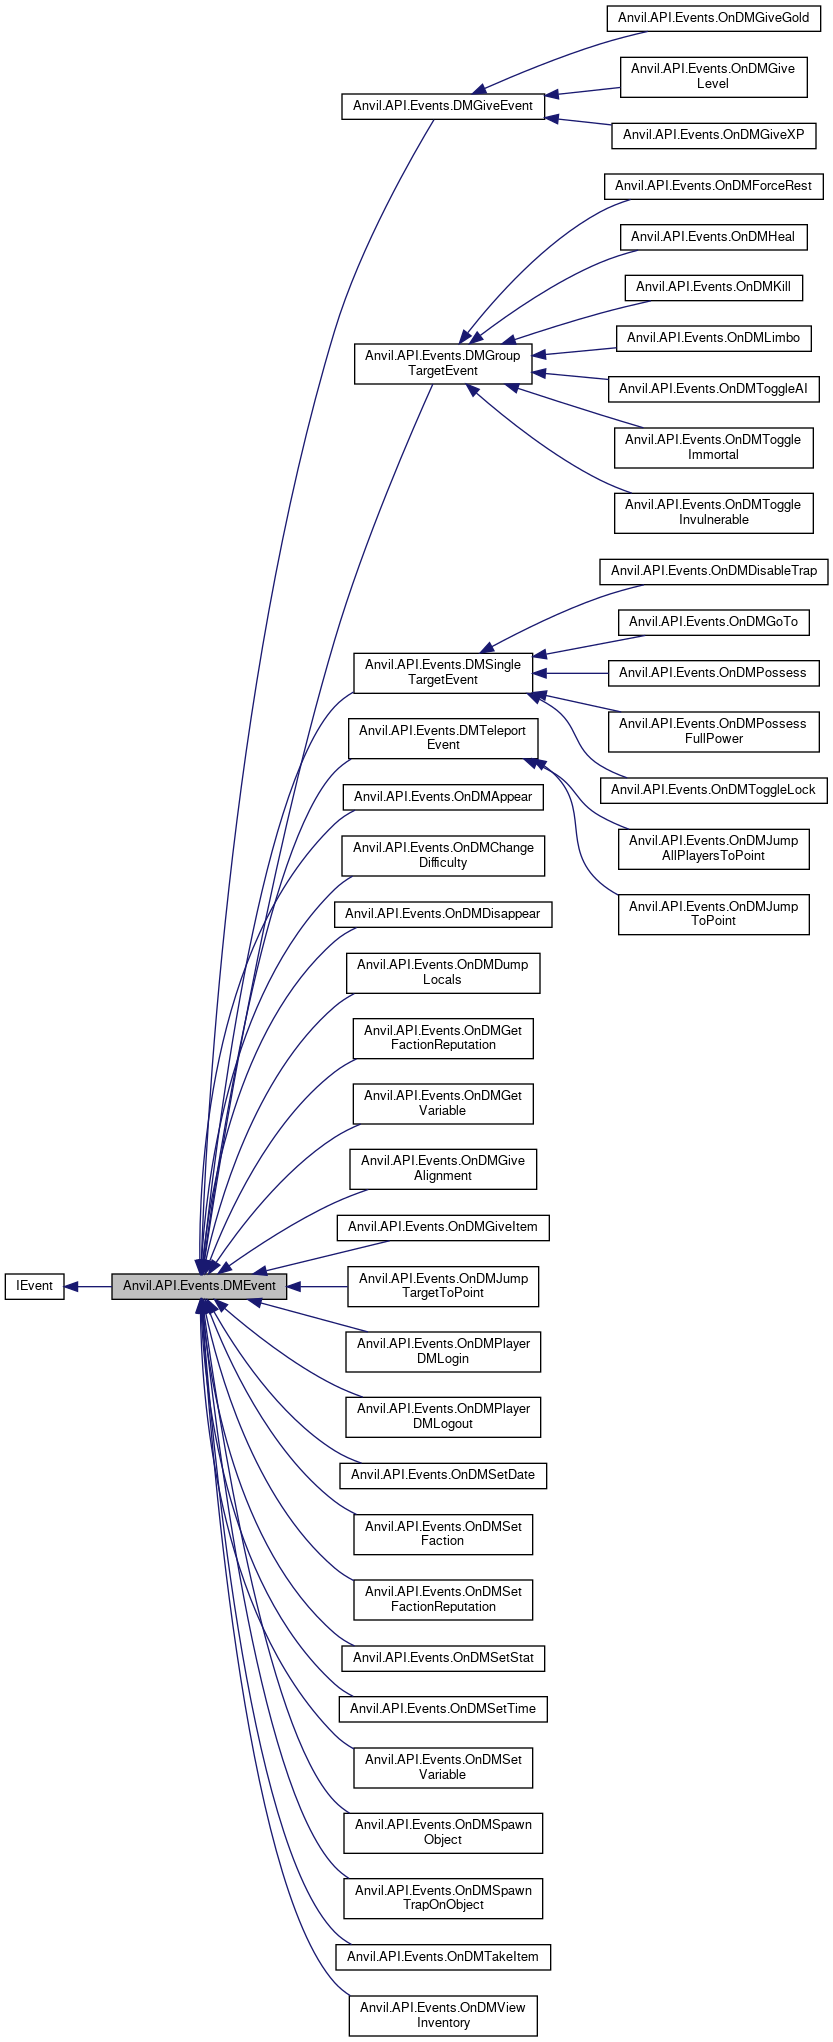 Anvil.API.Events.OnDMGiveGold
Anvil.API.Events.OnDMGive
Level
Anvil.API.Events.DMGiveEvent
Anvil.API.Events.OnDMGiveXP
Anvil.API.Events.OnDMForceRest
Anvil.API.Events.OnDMHeal
Anvil.API.Events.OnDMKill
Anvil.API.Events.OnDMLimbo
Anvil.API.Events.DMGroup
TargetEvent
Anvil.API.Events.OnDMToggleAI
Anvil.API.Events.OnDMToggle
Immortal
Anvil.API.Events.OnDMToggle
Invulnerable
Anvil.API.Events.OnDMDisableTrap
Anvil.API.Events.OnDMGoTo
Anvil.API.Events.DMSingle
TargetEvent
Anvil.API.Events.OnDMPossess
Anvil.API.Events.OnDMPossess
FullPower
Anvil.API.Events.DMTeleport
Event
Anvil.API.Events.OnDMToggleLock
Anvil.API.Events.OnDMAppear
Anvil.API.Events.OnDMJump
AllPlayersToPoint
Anvil.API.Events.OnDMChange
Difficulty
Anvil.API.Events.OnDMJump
ToPoint
Anvil.API.Events.OnDMDisappear
Anvil.API.Events.OnDMDump
Locals
Anvil.API.Events.OnDMGet
FactionReputation
Anvil.API.Events.OnDMGet
Variable
Anvil.API.Events.OnDMGive
Alignment
Anvil.API.Events.OnDMGiveItem
IEvent
Anvil.API.Events.DMEvent
Anvil.API.Events.OnDMJump
TargetToPoint
Anvil.API.Events.OnDMPlayer
DMLogin
Anvil.API.Events.OnDMPlayer
DMLogout
Anvil.API.Events.OnDMSetDate
Anvil.API.Events.OnDMSet
Faction
Anvil.API.Events.OnDMSet
FactionReputation
Anvil.API.Events.OnDMSetStat
Anvil.API.Events.OnDMSetTime
Anvil.API.Events.OnDMSet
Variable
Anvil.API.Events.OnDMSpawn
Object
Anvil.API.Events.OnDMSpawn
TrapOnObject
Anvil.API.Events.OnDMTakeItem
Anvil.API.Events.OnDMView
Inventory